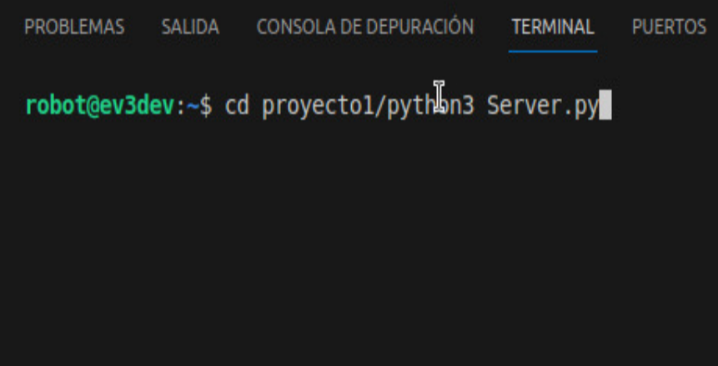 PROBLEMAS SALIDA CONSOLA DE DEPURACIÓN TERMINAL PUERTOS
robot@ev3dev:~$ cd proyecto1/python3 Server.py